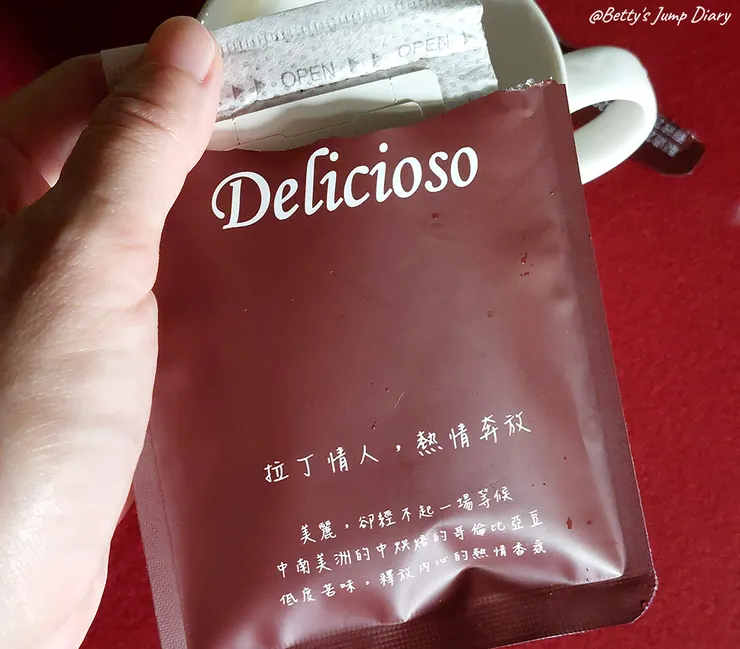 @Betty's Jump Diary
OPEN OPEN
Delicioso
拉丁情人，熱情奔放
美麗，卻經不起一場等候
中南美洲的中烘焙的哥倫比亞豆
低度苦味，釋放內心的熱情香氛